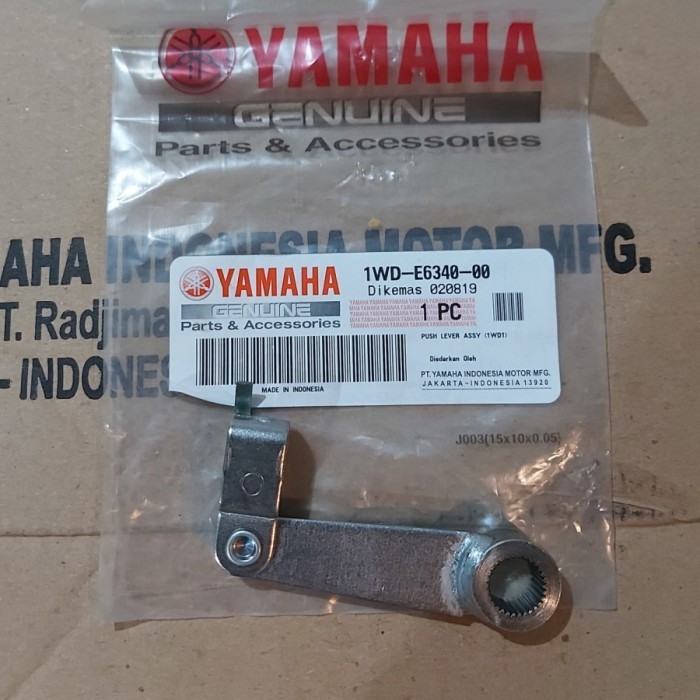 YAMAHA
GENUINE
Parts & Accessories
AHA INDONESIA MOTOR MFG.
T. Radjima
- INDONES
YAMAHA
GENUINE
Parts & Accessories
1WD-E6340-00
Dikemas 020819
1 PC
PUSH LEVER ASSY (1WD1)
Disdarkan Oleh
MADE IN INDONESIA
PT. YAMAHA INDONESIA MOTOR MFG.
JAKARTA-INDONESIA 13920
J003(15x10x0.05)